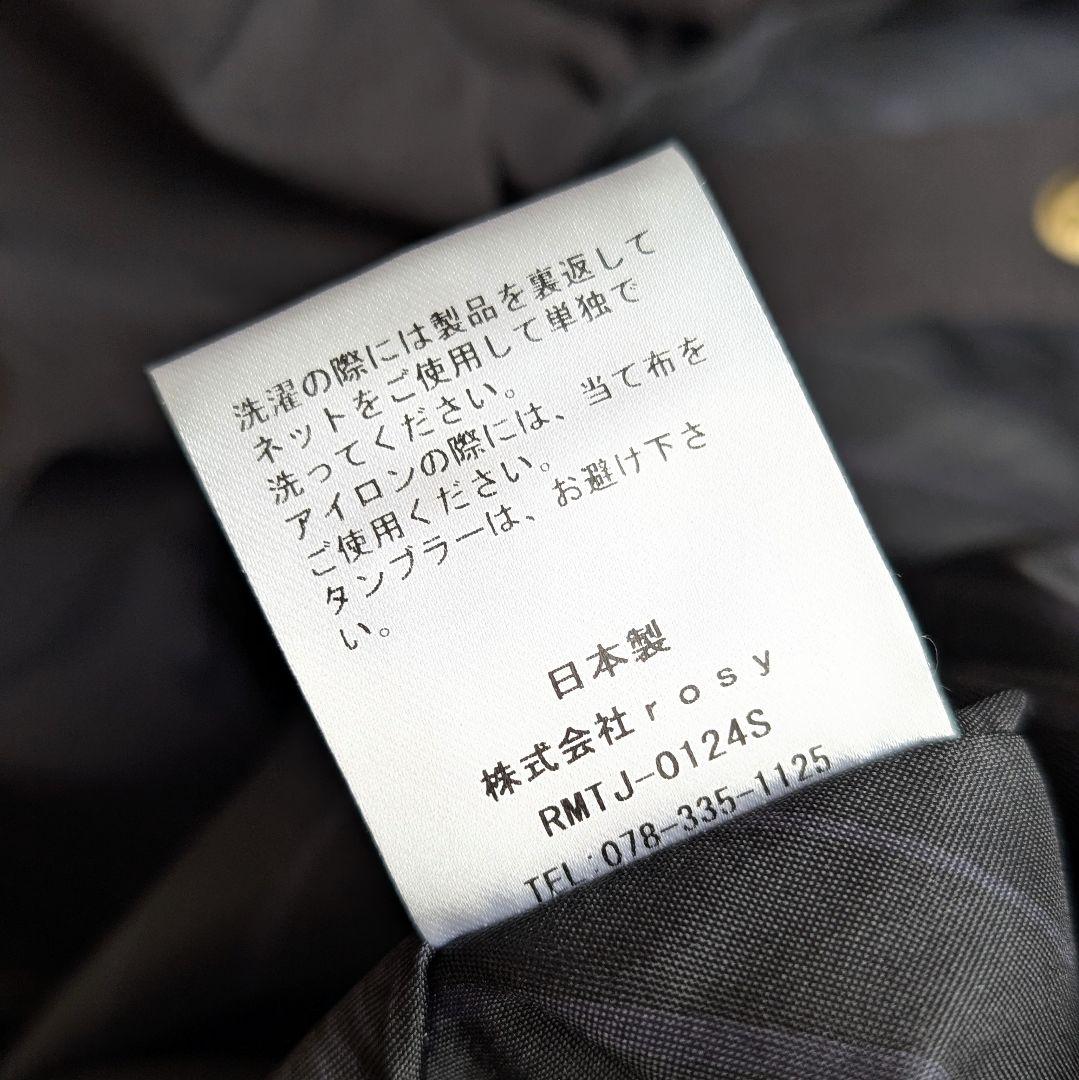 洗濯の際には製品を裏返して
ネットをご使用して単独で
洗ってください。
アイロンの際には、当て布を
ご使用ください。
タンブラーは、お避け下さ
い。
日本製
株式会社ｒｏｓｙ
RMTJ-0124S
TEL:078-335-1125